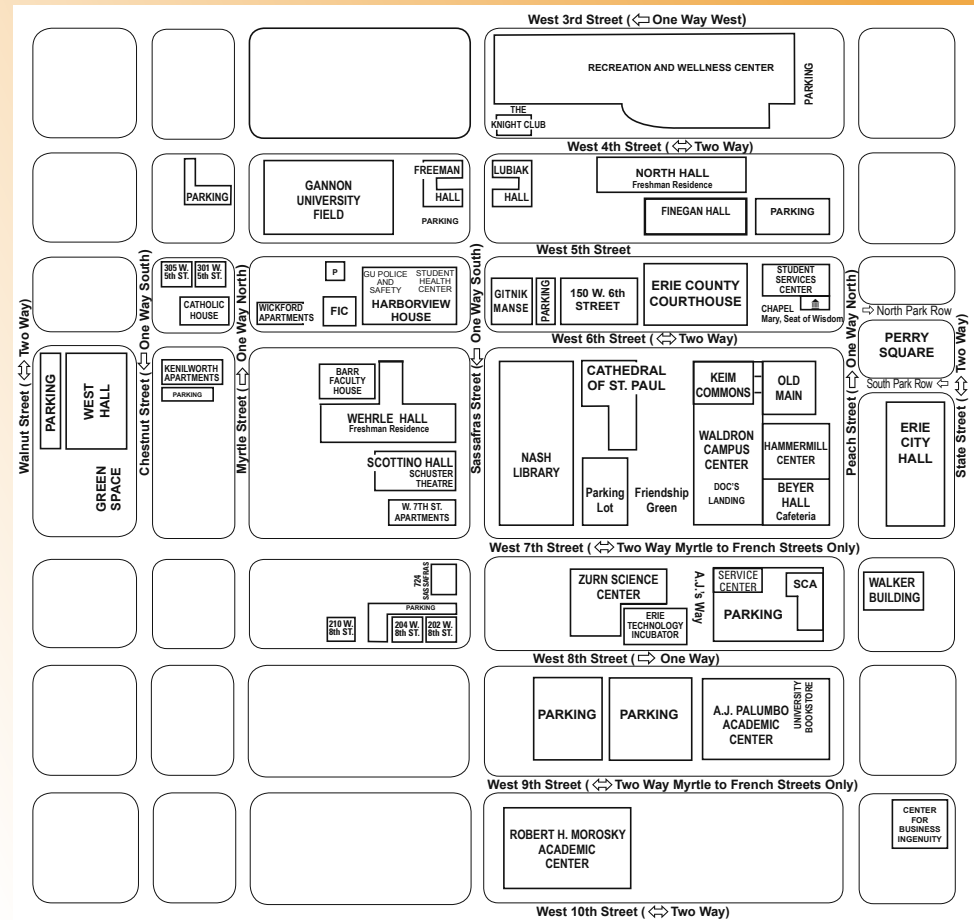 West 3rd Street (⇦ One Way West)
RECREATION AND WELLNESS CENTER
PARKING
THE
KNIGHT CLUB
West 4th Street (⇔ Two Way)
PARKING
GANNON
UNIVERSITY
FIELD
FREEMAN
HALL
PARKING
LUBIAK
HALL
NORTH HALL
Freshman Residence
FINEGAN HALL
PARKING
West 5th Street
305 W.
5th ST.
301 W.
5th ST.
CATHOLIC
HOUSE
P
WICKFORD
APARTMENTS
FIC
GU POLICE
AND
SAFETY
STUDENT
HEALTH
CENTER
HARBORVIEW
HOUSE
GITNIK
MANSE
PARKING
150 W. 6th
STREET
ERIE COUNTY
COURTHOUSE
STUDENT
SERVICES
CENTER
CHAPEL
Mary, Seat of Wisdom
⇨ North Park Row
West 6th Street (⇔ Two Way)
PERRY
SQUARE
South Park Row ⇦
Walnut Street (⇔ Two Way)
Chestnut Street (⇦ One Way South)
Myrtle Street (⇨ One Way North)
Sassafras Street (⇦ One Way South)
Peach Street (⇨ One Way North)
State Street (⇔ Two Way)
PARKING
WEST
HALL
GREEN
SPACE
KENILWORTH
APARTMENTS
PARKING
BARR
FACULTY
HOUSE
WEHRLE HALL
Freshman Residence
SCOTTINO HALL
SCHUSTER
THEATRE
W. 7TH ST.
APARTMENTS
CATHEDRAL
OF ST. PAUL
NASH
LIBRARY
Parking
Lot
Friendship
Green
KEIM
COMMONS
OLD
MAIN
WALDRON
CAMPUS
CENTER
DOC'S
LANDING
HAMMERMILL
CENTER
BEYER
HALL
Cafeteria
ERIE
CITY
HALL
West 7th Street (⇔ Two Way Myrtle to French Streets Only)
724
SASSAFRAS
PARKING
210 W.
8th ST.
204 W.
8th ST.
202 W.
8th ST.
ZURN SCIENCE
CENTER
ERIE
TECHNOLOGY
INCUBATOR
A.J.'s Way
SERVICE
CENTER
SCA
PARKING
WALKER
BUILDING
West 8th Street (⇨ One Way)
PARKING
PARKING
A.J. PALUMBO
ACADEMIC
CENTER
UNIVERSITY
BOOKSTORE
West 9th Street (⇔ Two Way Myrtle to French Streets Only)
ROBERT H. MOROSKY
ACADEMIC
CENTER
CENTER
FOR
BUSINESS
INGENUITY
West 10th Street (⇔ Two Way)